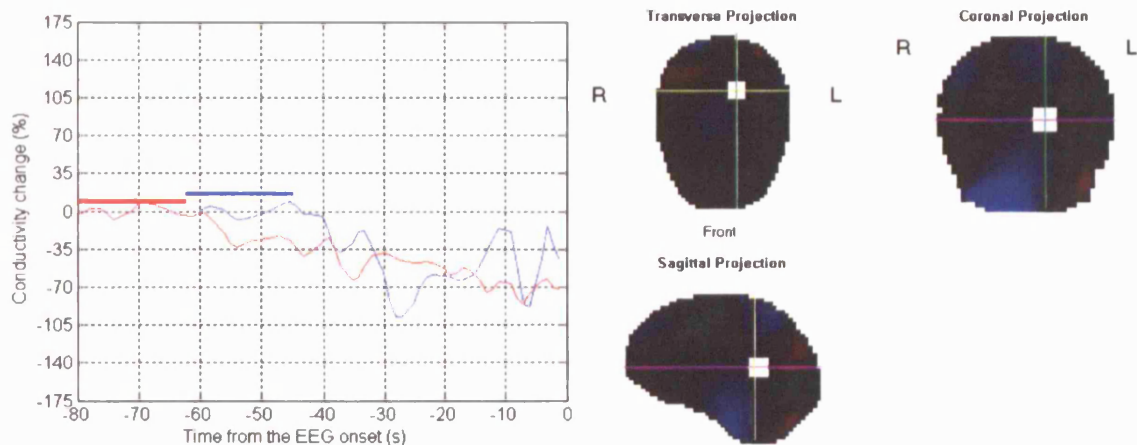 Conductivity change (%)
175
140
105
70
35
0
-35
-70
-105
-140
-175
-80 -70 -60 -50 -40 -30 -20 -10 0
Time from the EEG onset (s)
Transverse Projection
R L
Front
Coronal Projection
R L
Sagittal Projection